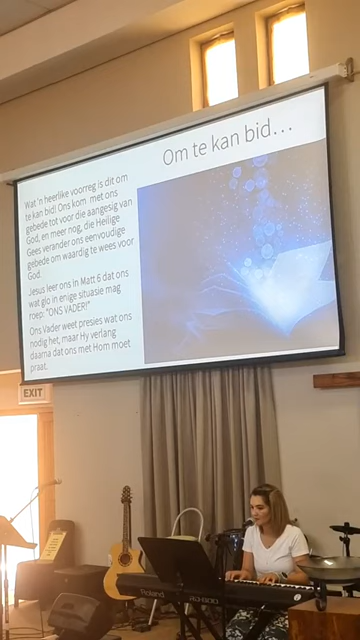 Om te kan bid...
Wat 'n heerlike voorreg is dit om
te kan bid! Ons kom met ons
gebede tot voor die aangesig van
God, en meer nog, die Heilige
Gees verander ons eenvoudige
gebede om waardig te wees voor
God.
Jesus leer ons in Matt 6 dat ons
wat glo in enige situasie mag
roep: "ONS VADER!"
Ons Vader weet presies wat ons
nodig het, maar Hy verlang
daarna dat ons met Hom moet
praat.
EXIT
Roland
RD-800